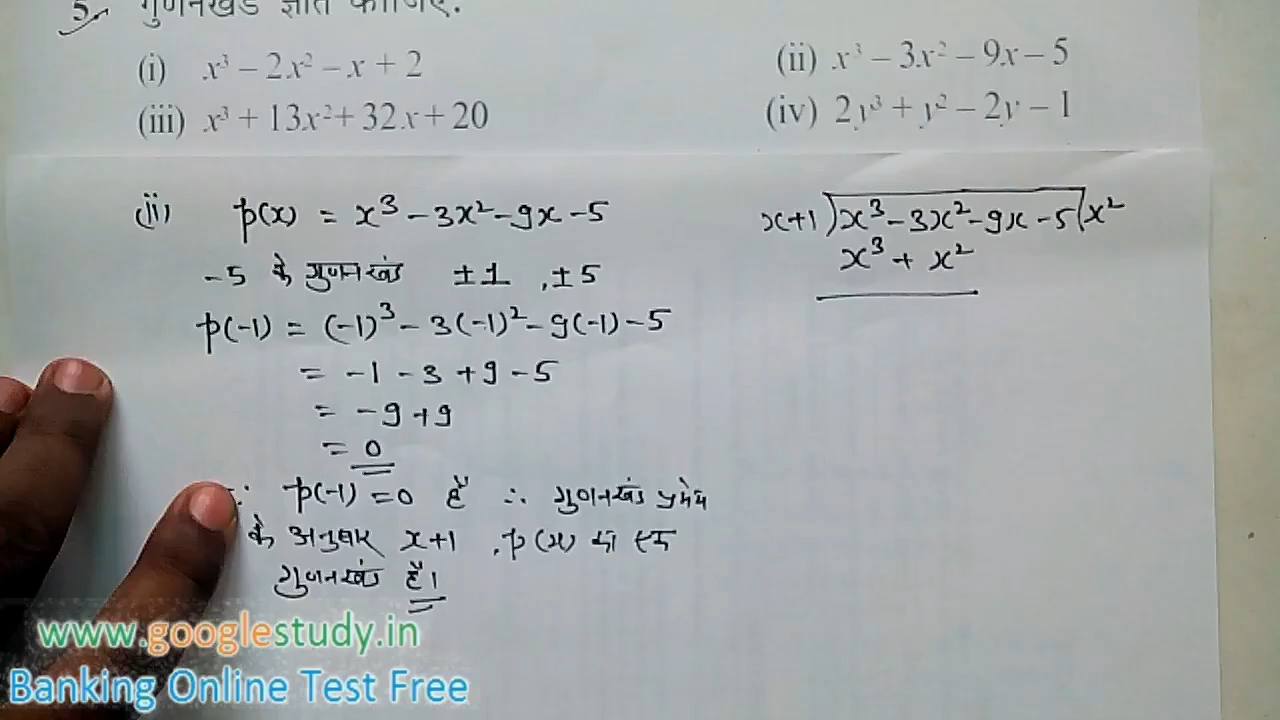 5. गुणनखंड ज्ञात कीजिए:
(i) x³ – 2x² – x + 2
(ii) x³ – 3x² – 9x – 5
(iii) x³ + 13x² + 32x + 20
(iv) 2y³ + y² – 2y – 1
(ii) p(x) = x³ - 3x² - 9x - 5
-5 के गुणनखंड ±1 , ±5
p(-1) = (-1)³ - 3(-1)² - 9(-1) - 5
= -1 - 3 + 9 - 5
= -9 + 9
= 0
∵ p(-1) = 0 है ∴ गुणनखंड प्रमेय
के अनुसार x+1 , p(x) का एक
गुणनखंड है।
x+1 ) x³ - 3x² - 9x - 5 ( x²
x³ + x²
www.googlestudy.in
Banking Online Test Free